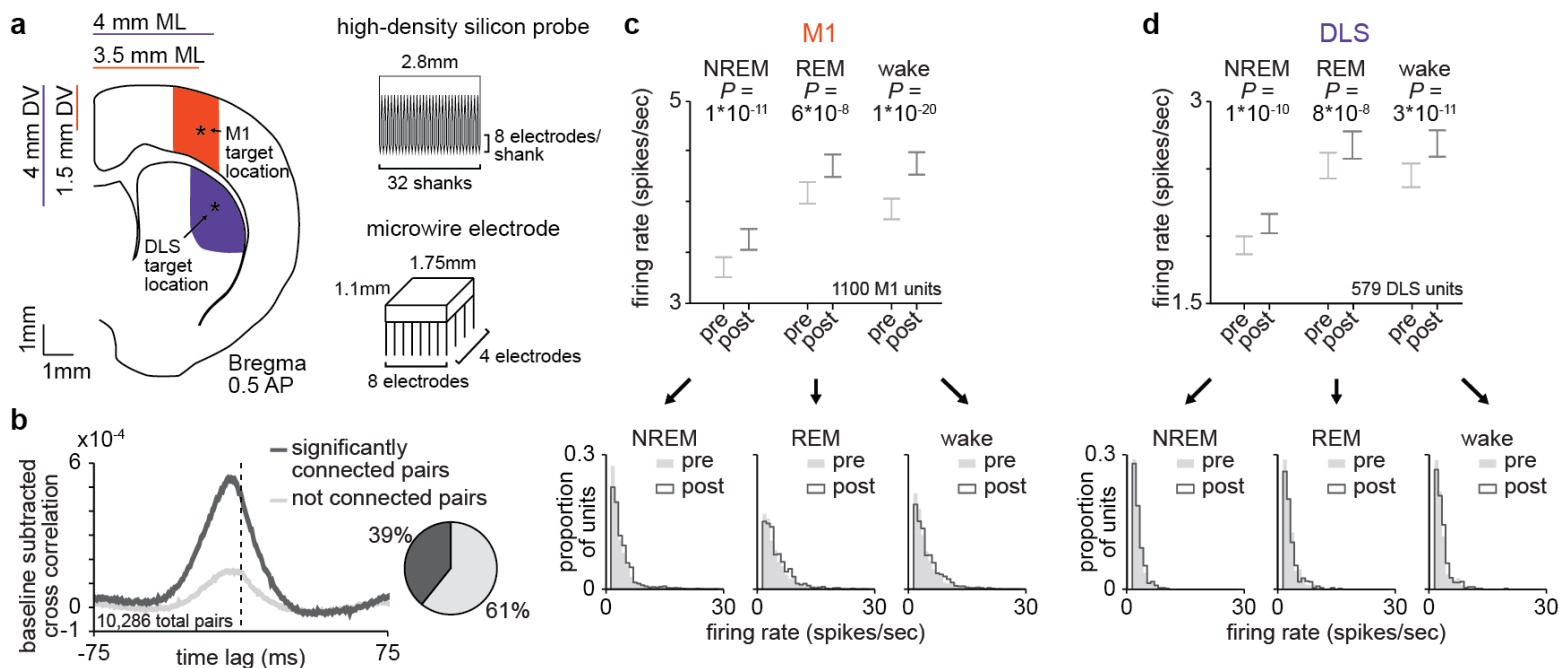 a
4 mm ML
3.5 mm ML
4 mm DV
1.5 mm DV
M1
target
location
DLS
target
location
1mm
1mm
Bregma
0.5 AP
high-density silicon probe
2.8mm
8 electrodes/
shank
32 shanks
microwire electrode
1.75mm
1.1mm
4 electrodes
8 electrodes
b
x10-4
6
0
-1
baseline subtracted
cross correlation
significantly
connected pairs
not connected pairs
39%
61%
10,286 total pairs
-75
time lag (ms)
75
c
M1
NREM
P =
1*10-11
REM
P =
6*10-8
wake
P =
1*10-20
5
3
firing rate (spikes/sec)
1100 M1 units
pre
post
pre
post
pre
post
NREM
pre
post
REM
pre
post
wake
pre
post
0.3
0
proportion
of units
0
30
0
30
0
30
firing rate (spikes/sec)
d
DLS
NREM
P =
1*10-10
REM
P =
8*10-8
wake
P =
3*10-11
3
1.5
firing rate (spikes/sec)
579 DLS units
pre
post
pre
post
pre
post
NREM
pre
post
REM
pre
post
wake
pre
post
0.3
0
proportion
of units
0
30
0
30
0
30
firing rate (spikes/sec)